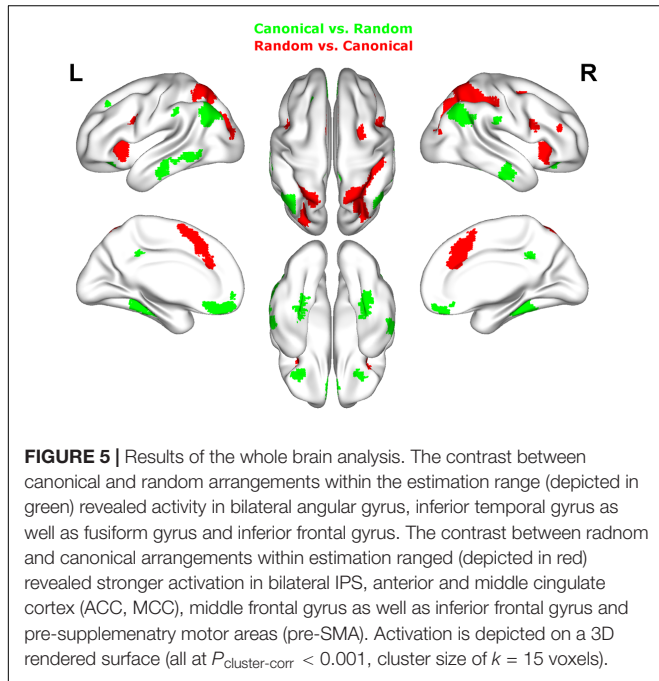 Canonical vs. Random
Random vs. Canonical
L
R
FIGURE 5 | Results of the whole brain analysis. The contrast between
canonical and random arrangements within the estimation range (depicted in
green) revealed activity in bilateral angular gyrus, inferior temporal gyrus as
well as fusiform gyrus and inferior frontal gyrus. The contrast between radnom
and canonical arrangements within estimation ranged (depicted in red)
revealed stronger activation in bilateral IPS, anterior and middle cingulate
cortex (ACC, MCC), middle frontal gyrus as well as inferior frontal gyrus and
pre-supplemenatry motor areas (pre-SMA). Activation is depicted on a 3D
rendered surface (all at Pcluster-corr < 0.001, cluster size of k = 15 voxels).